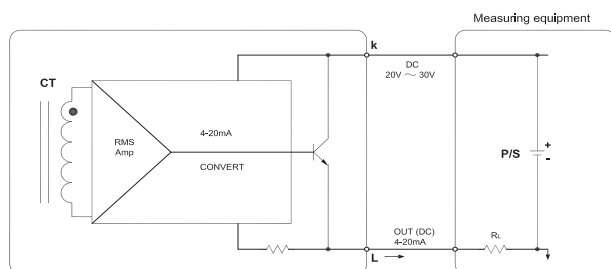 Measuring equipment
k
CT
DC
20V ～ 30V
4-20mA
RMS
Amp
CONVERT
P/S
+
-
OUT (DC)
4-20mA
RL
L